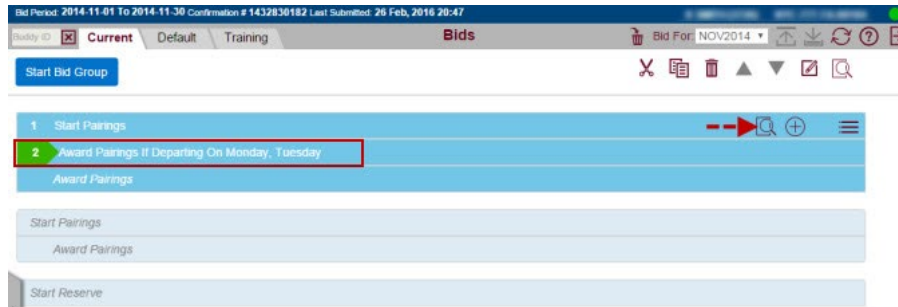 Bid Period: 2014-11-01 To 2014-11-30 Confirmation # 1432830182 Last Submitted: 26 Feb, 2016 20:47
Buddy ID Current Default Training Bids Bid For: NOV2014
Start Bid Group
1 Start Pairings
2 Award Pairings If Departing On Monday, Tuesday
Award Pairings
Start Pairings
Award Pairings
Start Reserve